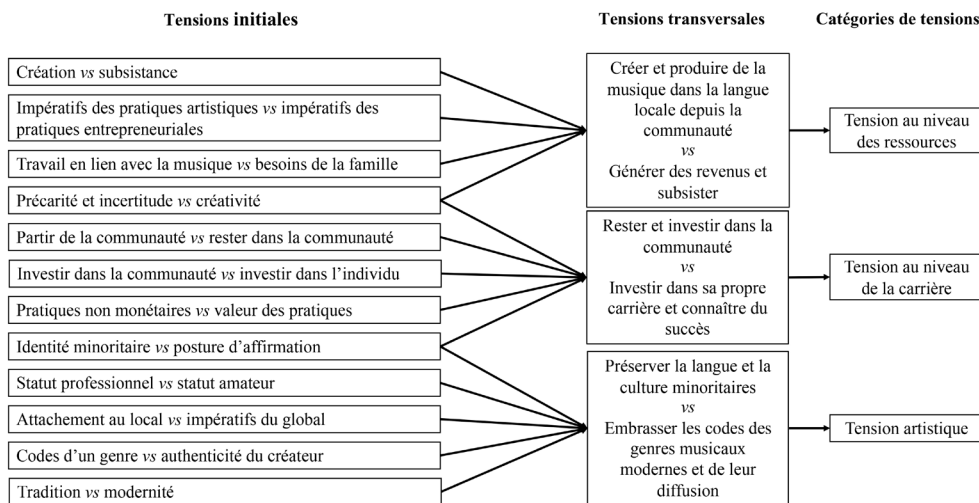 Tensions initiales
Tensions transversales
Catégories de tensions
Création vs subsistance
Impératifs des pratiques artistiques vs impératifs des
pratiques entrepreneuriales
Travail en lien avec la musique vs besoins de la famille
Précarité et incertitude vs créativité
Partir de la communauté vs rester dans la communauté
Investir dans la communauté vs investir dans l'individu
Pratiques non monétaires vs valeur des pratiques
Identité minoritaire vs posture d'affirmation
Statut professionnel vs statut amateur
Attachement au local vs impératifs du global
Codes d'un genre vs authenticité du créateur
Tradition vs modernité
Créer et produire de la
musique dans la langue
locale depuis la
communauté
vs
Générer des revenus et
subsister
Rester et investir dans la
communauté
vs
Investir dans sa propre
carrière et connaître du
succès
Préserver la langue et la
culture minoritaires
vs
Embrasser les codes des
genres musicaux
modernes et de leur
diffusion
Tension au niveau
des ressources
Tension au niveau
de la carrière
Tension artistique